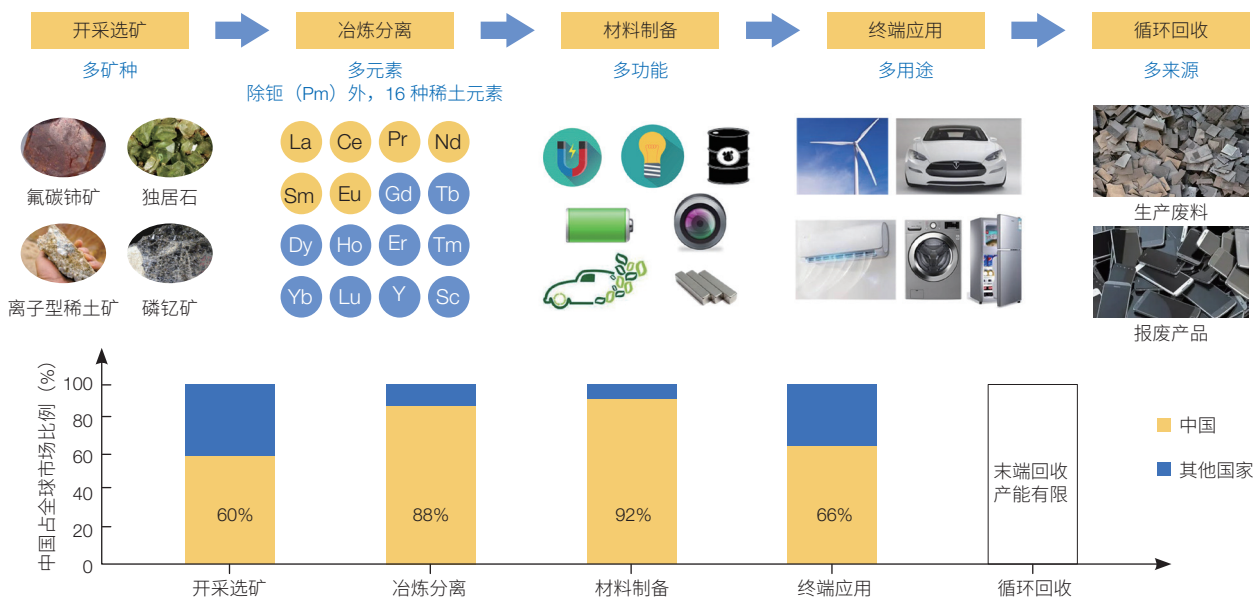 开采选矿
冶炼分离
材料制备
终端应用
循环回收
多矿种
多元素
多功能
多用途
多来源
除钷（Pm）外，16 种稀土元素
氟碳铈矿
独居石
离子型稀土矿
磷钇矿
La Ce Pr Nd
Sm Eu Gd Tb
Dy Ho Er Tm
Yb Lu Y Sc
生产废料
报废产品
中国占全球市场比例（%）
100
80
60
40
20
0
60%
88%
92%
66%
末端回收
产能有限
中国
其他国家
开采选矿
冶炼分离
材料制备
终端应用
循环回收